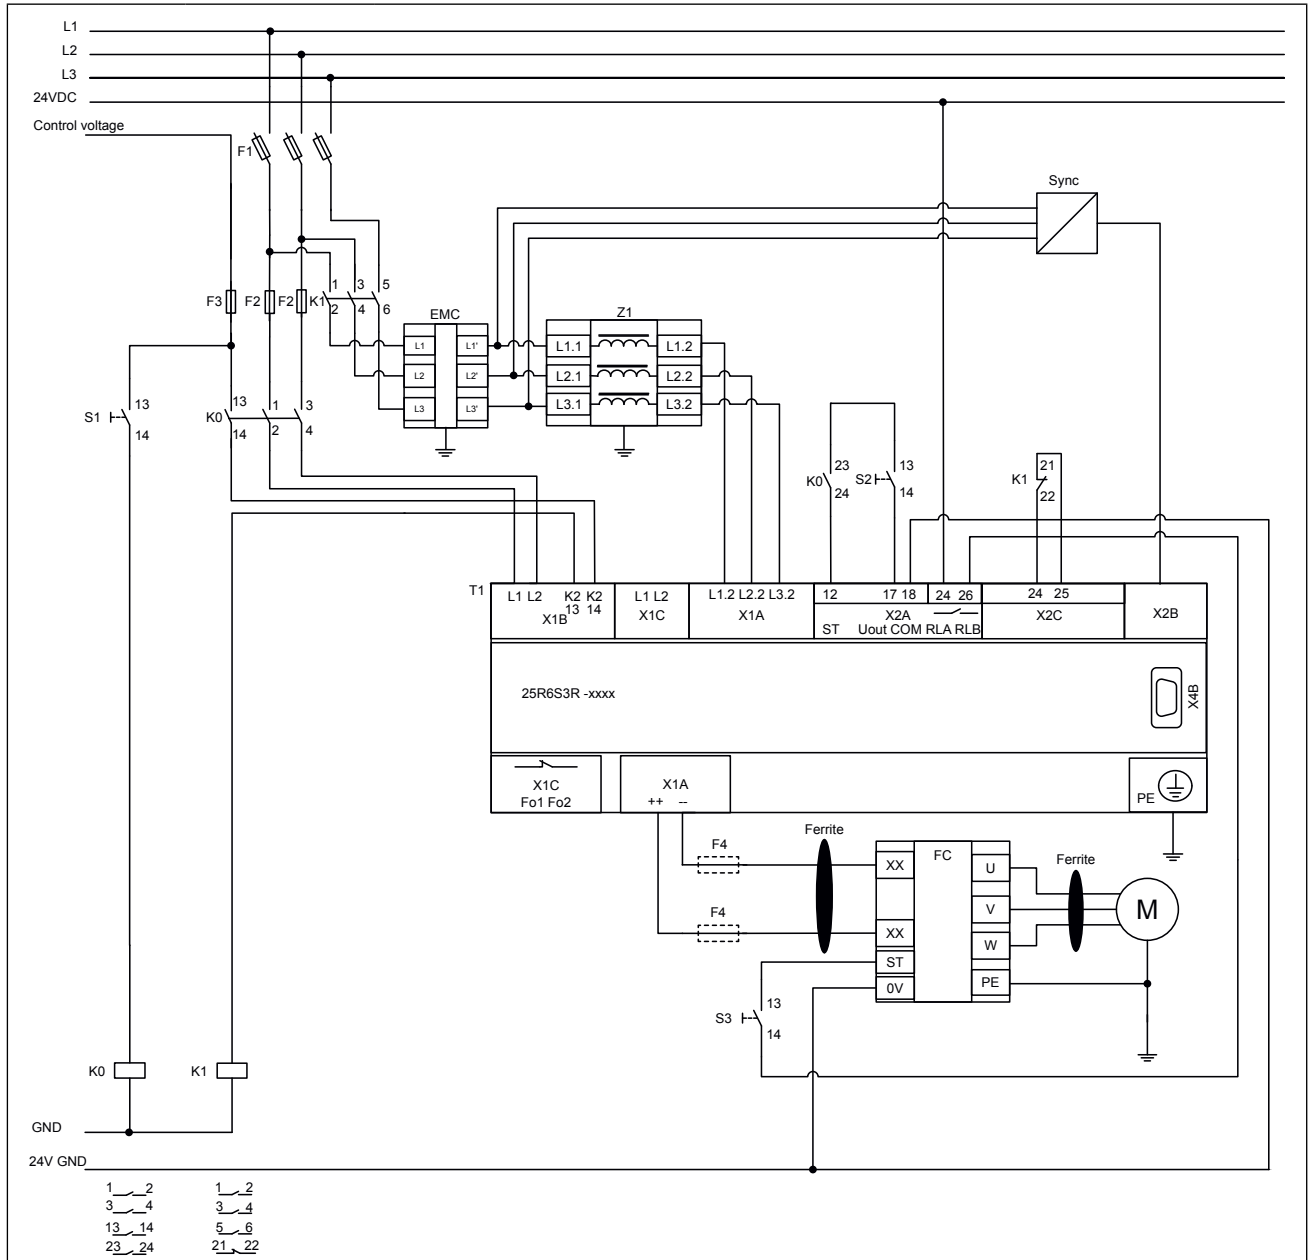 L1
L2
L3
24VDC
Control voltage
F1
Sync
F3 F2 F2 K1
1 3 5
2 4 6
EMC
Z1
L1 L1'
L2 L2'
L3 L3'
L1.1 L1.2
L2.1 L2.2
L3.1 L3.2
S1
13
14
K0
13 1 3
14 2 4
K0
23
24
S2
13
14
K1
21
22
T1
L1 L2 K2 K2
13 14
X1B
L1 L2
X1C
L1.2 L2.2 L3.2
X1A
12 17 18 24 26
X2A
ST Uout COM RLA RLB
24 25
X2C
X2B
25R6S3R -xxxx
X4B
X1C
Fo1 Fo2
X1A
++ --
PE
F4
Ferrite
F4
XX
XX
ST
0V
FC
U
V
W
PE
Ferrite
M
S3
13
14
K0
K1
GND
24V GND
1 2
3 4
13 14
23 24
1 2
3 4
5 6
21 22